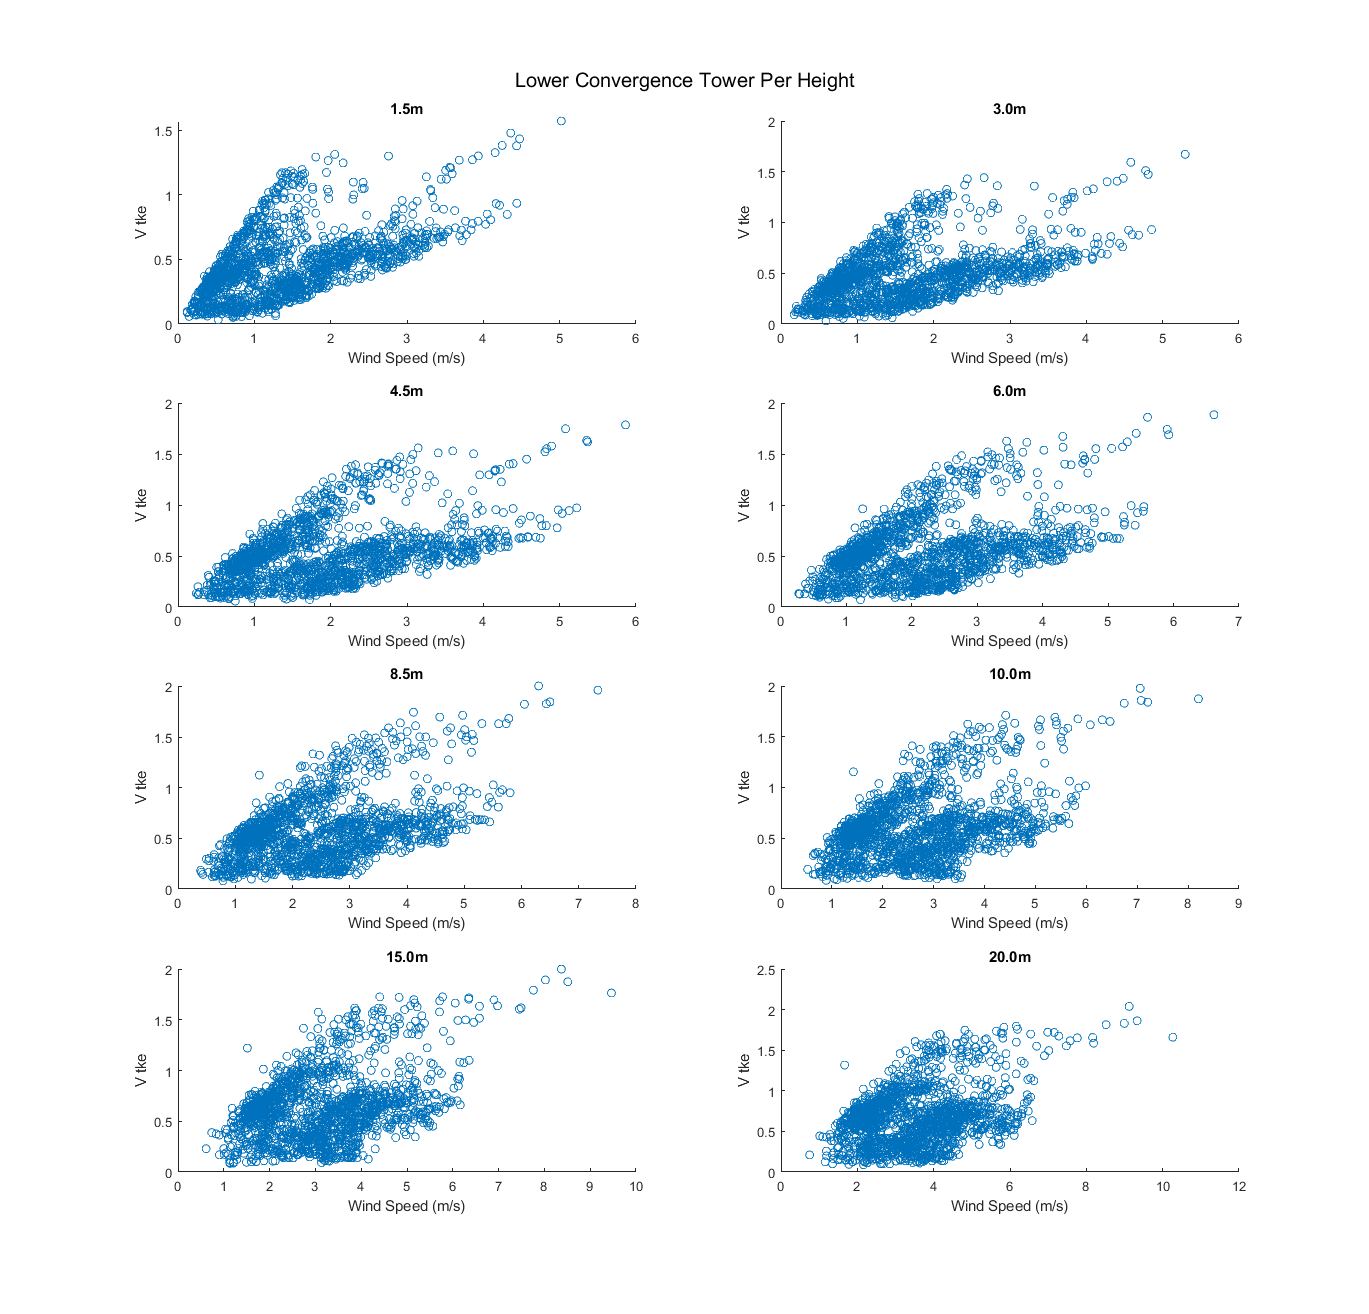 Lower Convergence Tower Per Height
1.5m
V tke
1.5
1
0.5
0
0 1 2 3 4 5 6
Wind Speed (m/s)
3.0m
V tke
2
1.5
1
0.5
0
0 1 2 3 4 5 6
Wind Speed (m/s)
4.5m
V tke
2
1.5
1
0.5
0
0 1 2 3 4 5 6
Wind Speed (m/s)
6.0m
V tke
2
1.5
1
0.5
0
0 1 2 3 4 5 6 7
Wind Speed (m/s)
8.5m
V tke
2
1.5
1
0.5
0
0 1 2 3 4 5 6 7 8
Wind Speed (m/s)
10.0m
V tke
2
1.5
1
0.5
0
0 1 2 3 4 5 6 7 8 9
Wind Speed (m/s)
15.0m
V tke
2
1.5
1
0.5
0
0 1 2 3 4 5 6 7 8 9 10
Wind Speed (m/s)
20.0m
V tke
2.5
2
1.5
1
0.5
0
0 2 4 6 8 10 12
Wind Speed (m/s)